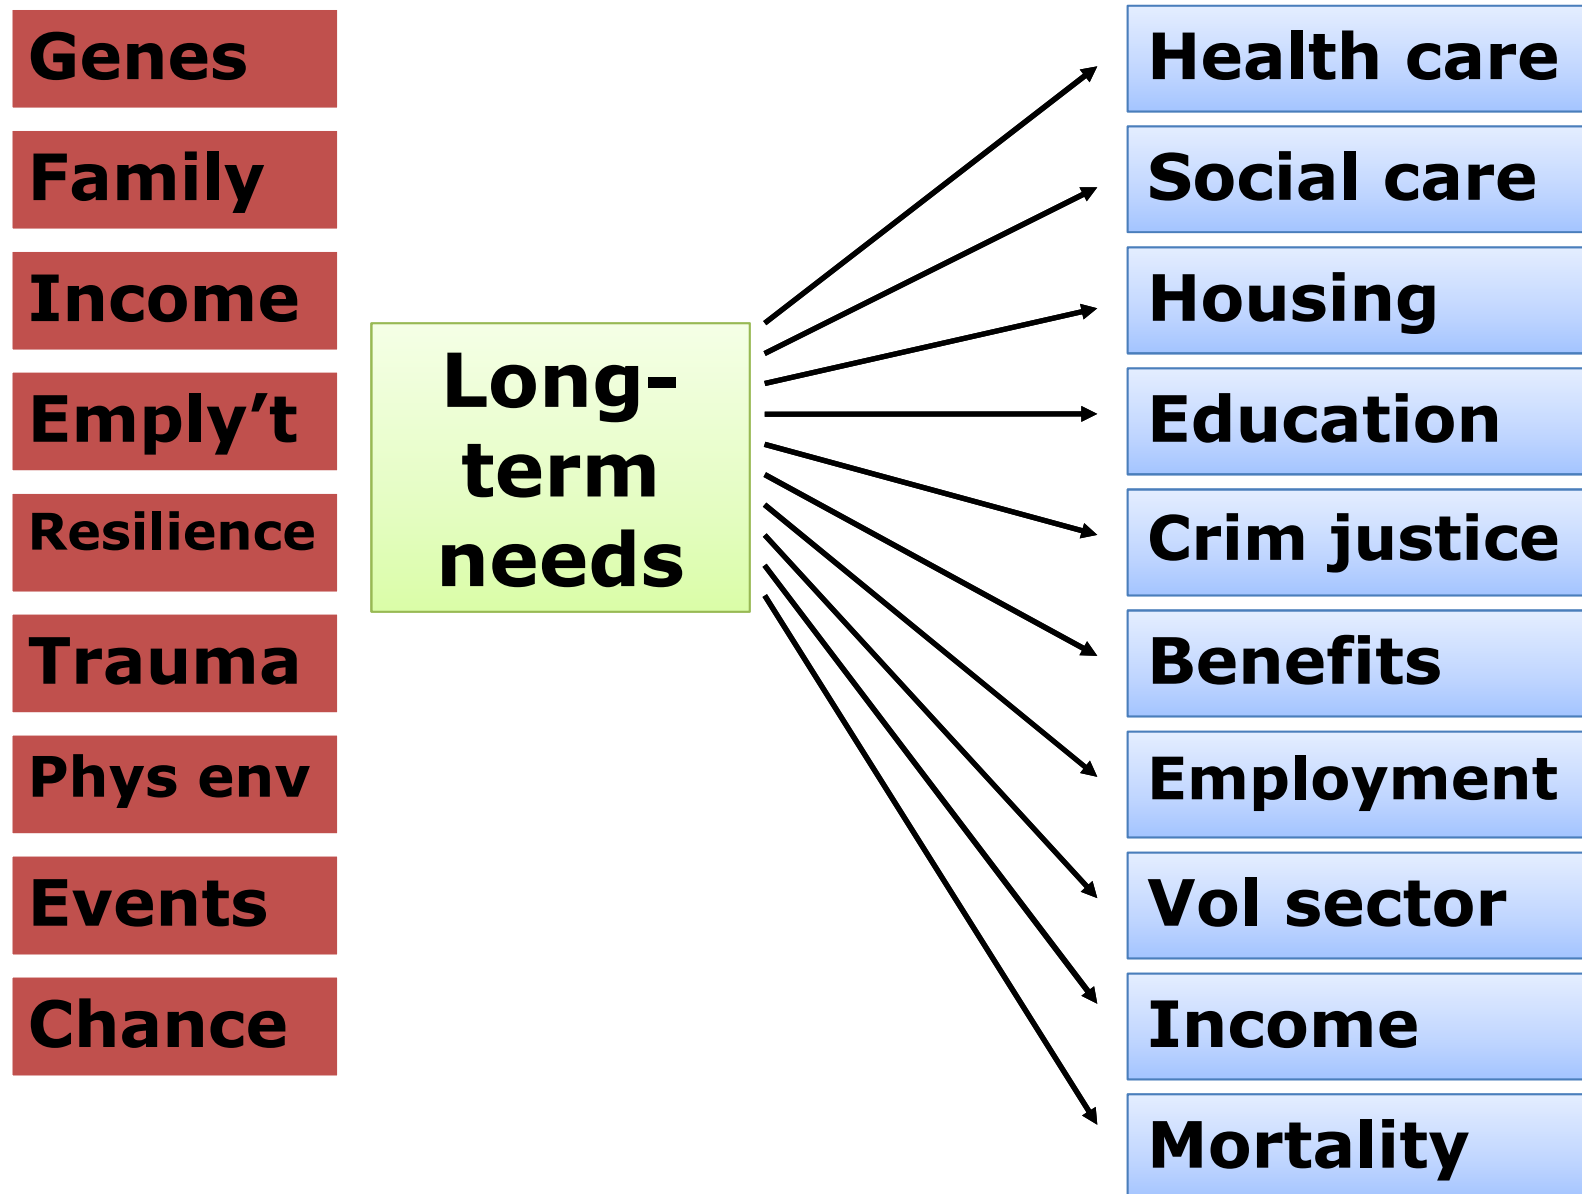 Genes
Family
Income
Emply’t
Resilience
Trauma
Phys env
Events
Chance
Long-
term
needs
Health care
Social care
Housing
Education
Crim justice
Benefits
Employment
Vol sector
Income
Mortality